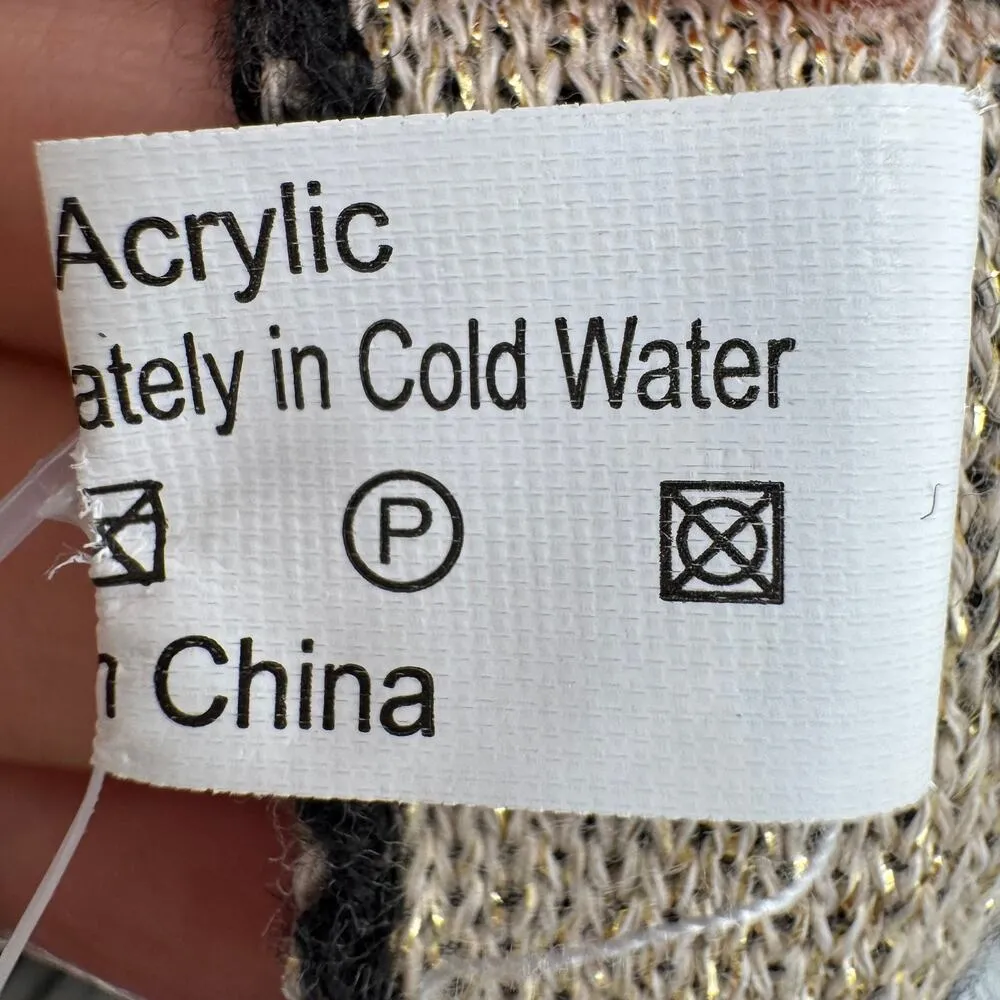 Acrylic
ately in Cold Water
P
n China